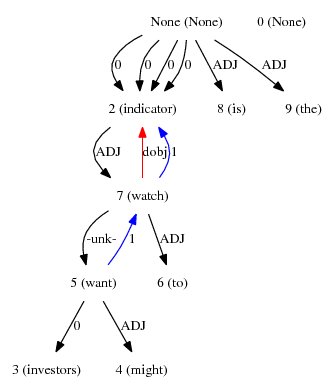 None (None) 0 (None)
0 0 0 0 ADJ ADJ
2 (indicator) 8 (is) 9 (the)
ADJ dobj 1
7 (watch)
-unk- 1 ADJ
5 (want) 6 (to)
0 ADJ
3 (investors) 4 (might)